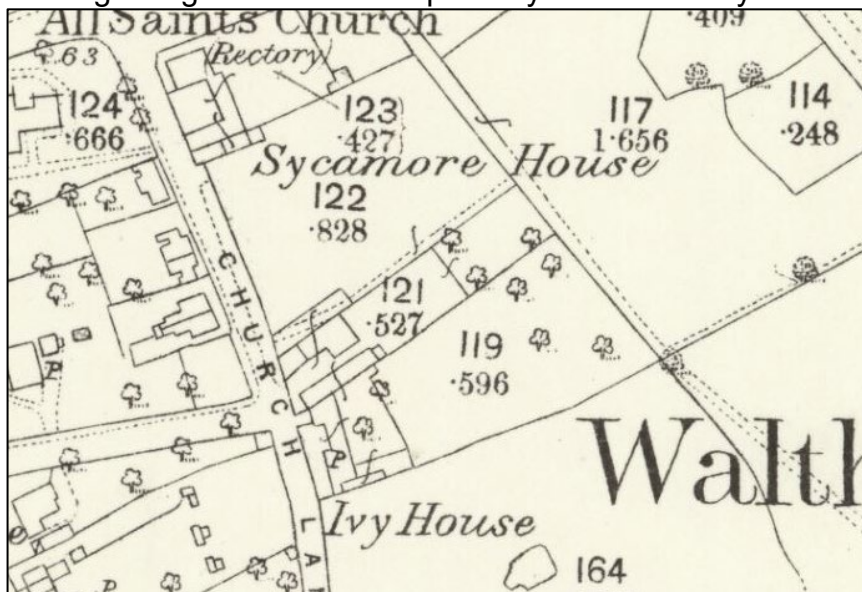 All Saints Church
(Rectory)
·409
63
124
·666
123
·427
117
1·656
114
·248
Sycamore House
122
·828
121
·527
119
·596
CHURCH LA
P
Walth
Ivy House
164
P